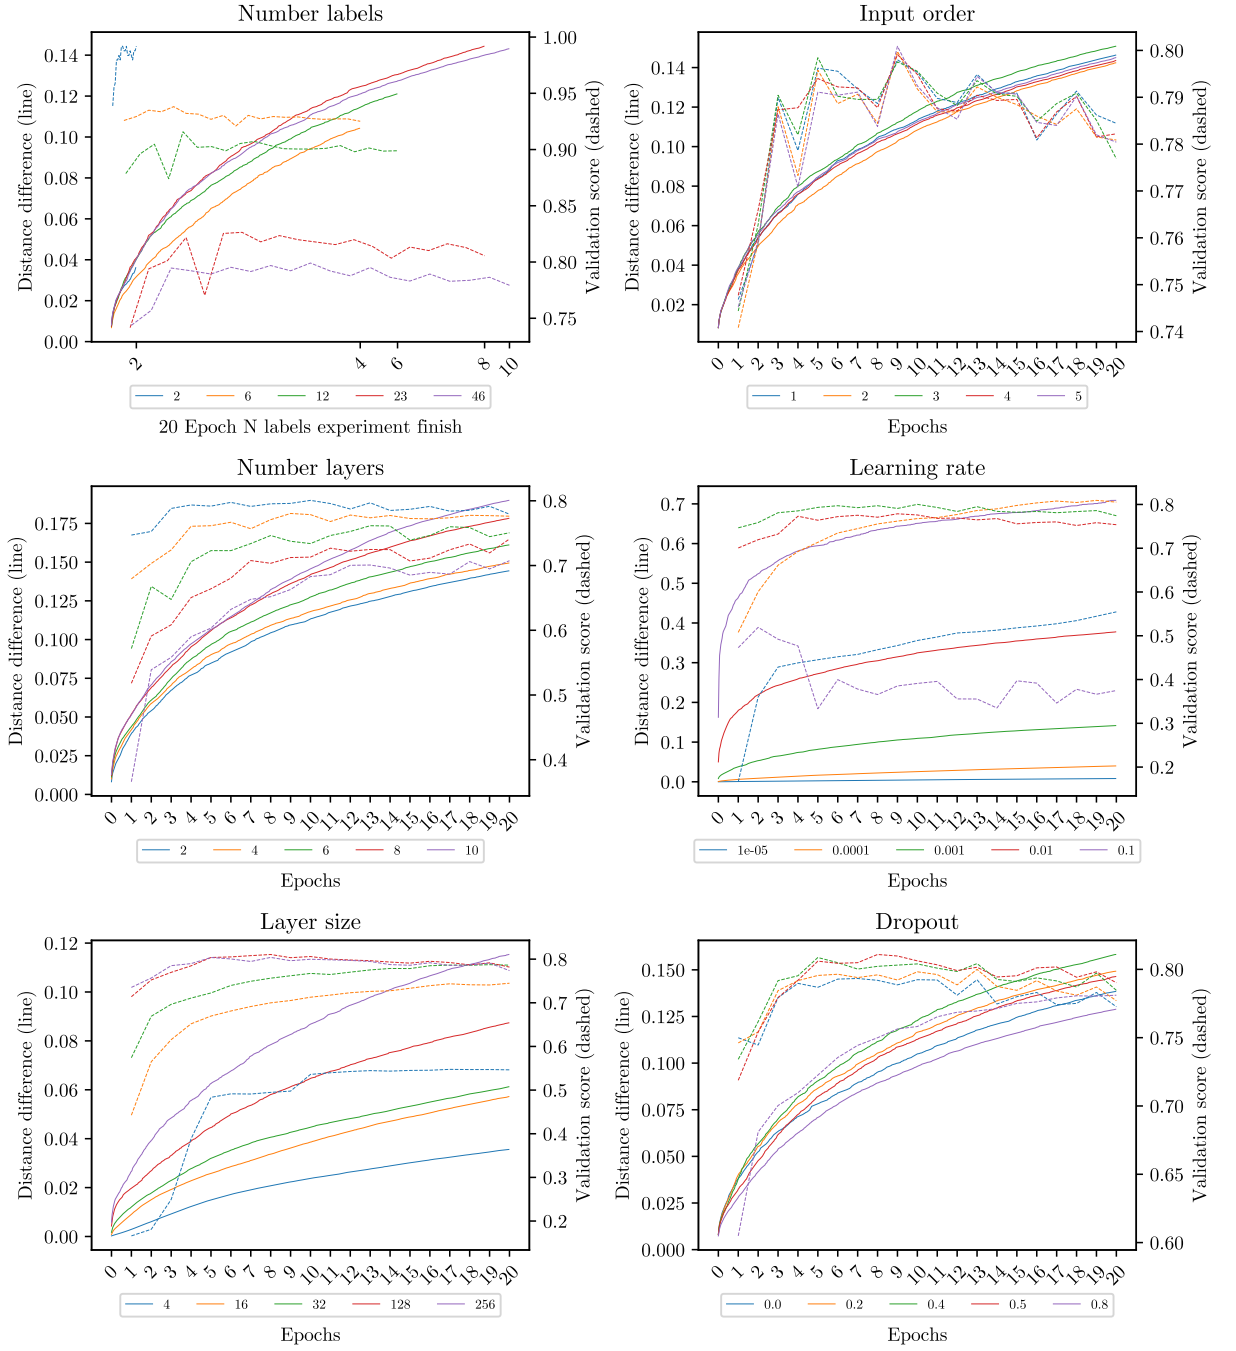 Number labels
Distance difference (line)
0.14
0.12
0.10
0.08
0.06
0.04
0.02
0.00
1.00
0.95
0.90
0.85
0.80
0.75
Validation score (dashed)
2 4 6 8 10
2 6 12 23 46
20 Epoch N labels experiment finish
Input order
Distance difference (line)
0.14
0.12
0.10
0.08
0.06
0.04
0.02
0.80
0.79
0.78
0.77
0.76
0.75
0.74
Validation score (dashed)
0 1 2 3 4 5 6 7 8 9 10 11 12 13 14 15 16 17 18 19 20
1 2 3 4 5
Epochs
Number layers
Distance difference (line)
0.175
0.150
0.125
0.100
0.075
0.050
0.025
0.000
0.8
0.7
0.6
0.5
0.4
Validation score (dashed)
0 1 2 3 4 5 6 7 8 9 10 11 12 13 14 15 16 17 18 19 20
2 4 6 8 10
Epochs
Learning rate
Distance difference (line)
0.7
0.6
0.5
0.4
0.3
0.2
0.1
0.0
0.8
0.7
0.6
0.5
0.4
0.3
0.2
Validation score (dashed)
0 1 2 3 4 5 6 7 8 9 10 11 12 13 14 15 16 17 18 19 20
1e-05 0.0001 0.001 0.01 0.1
Epochs
Layer size
Distance difference (line)
0.12
0.10
0.08
0.06
0.04
0.02
0.00
0.8
0.7
0.6
0.5
0.4
0.3
0.2
Validation score (dashed)
0 1 2 3 4 5 6 7 8 9 10 11 12 13 14 15 16 17 18 19 20
4 16 32 128 256
Epochs
Dropout
Distance difference (line)
0.150
0.125
0.100
0.075
0.050
0.025
0.000
0.80
0.75
0.70
0.65
0.60
Validation score (dashed)
0 1 2 3 4 5 6 7 8 9 10 11 12 13 14 15 16 17 18 19 20
0.0 0.2 0.4 0.5 0.8
Epochs